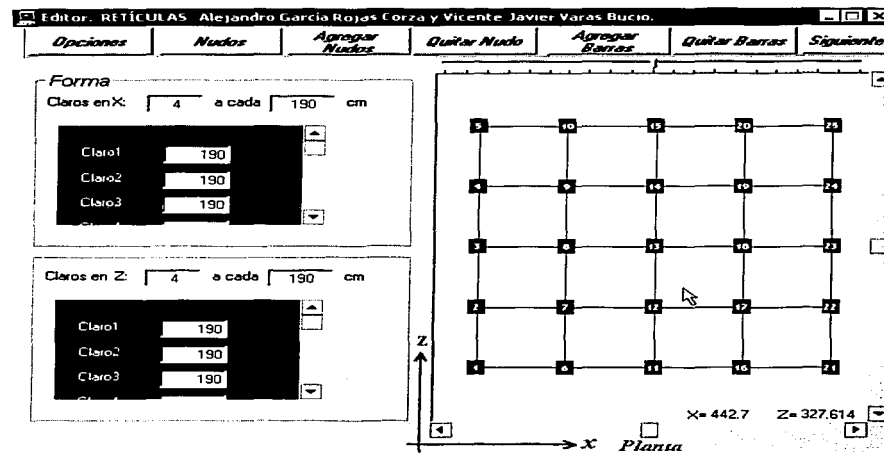 Editor. RETÍCULAS Alejandro García Rojas Corza y Vicente Javier Varas Bucio.
Opciones Nudos Agregar Nudos Quitar Nudo Agregar Barras Quitar Barras Siguiente
Forma
Claros en X: 4 a cada 190 cm
Claro1 190
Claro2 190
Claro3 190
Claros en Z: 4 a cada 190 cm
Claro1 190
Claro2 190
Claro3 190
5 10 15 20 25
4 9 14 19 24
3 8 13 18 23
2 7 12 17 22
1 6 11 16 21
Z
X= 442.7 Z= 327.614
X Planta